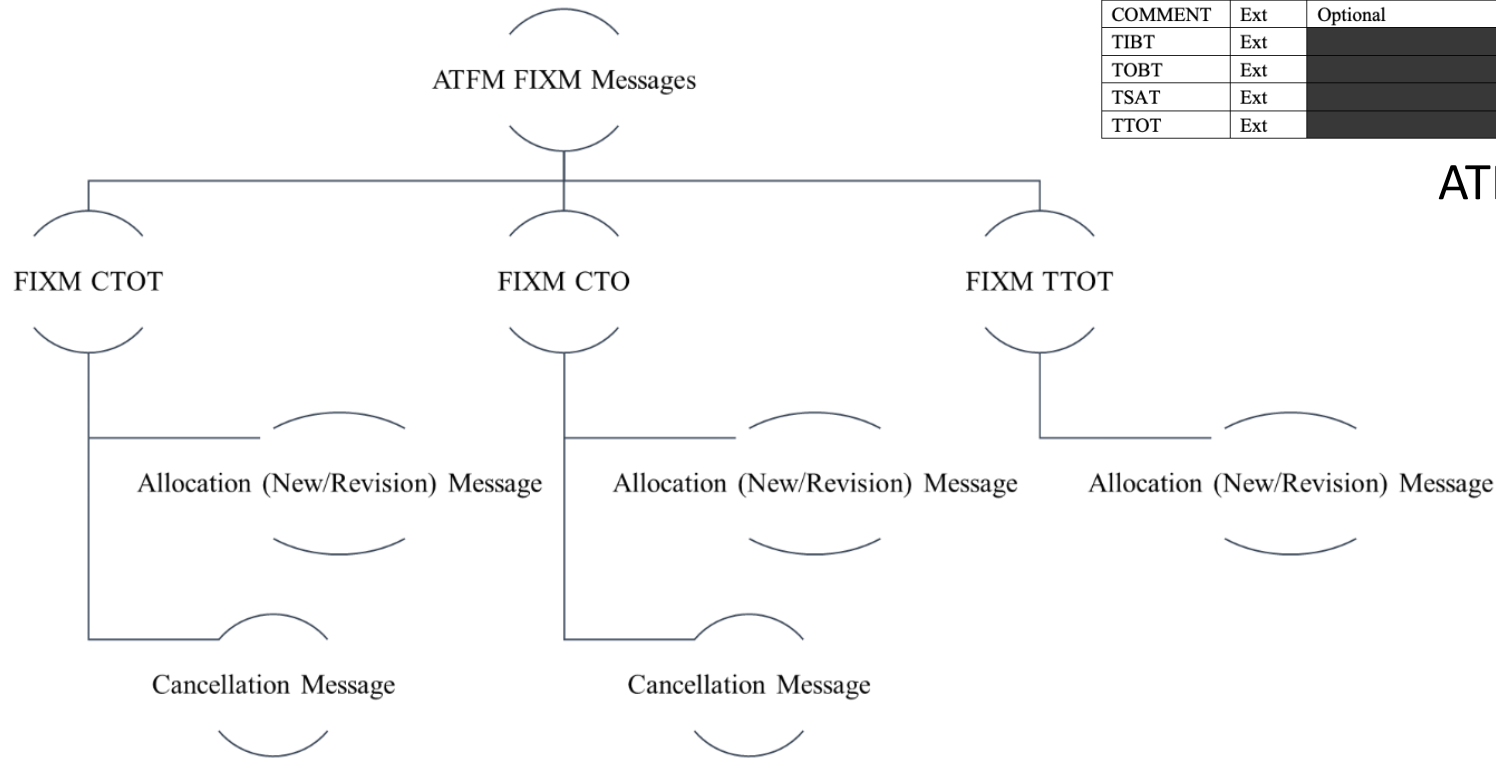 COMMENT Ext Optional
TIBT Ext
TOBT Ext
TSAT Ext
TTOT Ext
ATFM FIXM Messages
FIXM CTOT
FIXM CTO
FIXM TTOT
Allocation (New/Revision) Message
Allocation (New/Revision) Message
Allocation (New/Revision) Message
Cancellation Message
Cancellation Message